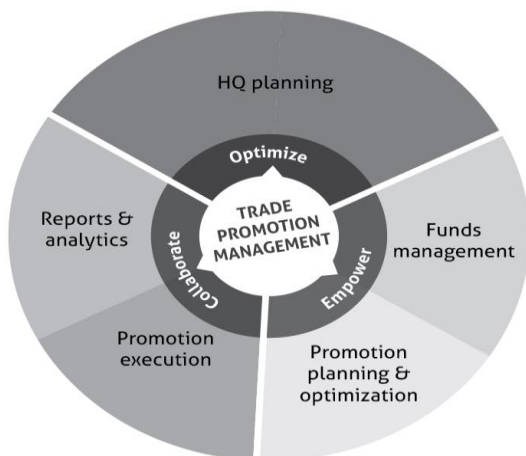 HQ planning
Optimize
Reports &
analytics
TRADE
PROMOTION
MANAGEMENT
Funds
management
Collaborate
Empower
Promotion
execution
Promotion
planning &
optimization